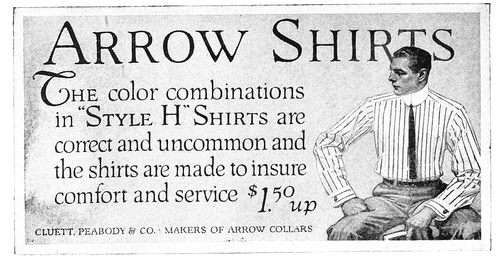 ARROW SHIRTS
THE color combinations
in "STYLE H" SHIRTS are
correct and uncommon and
the shirts are made to insure
comfort and service $1.50 up
CLUETT, PEABODY & CO. · MAKERS OF ARROW COLLARS